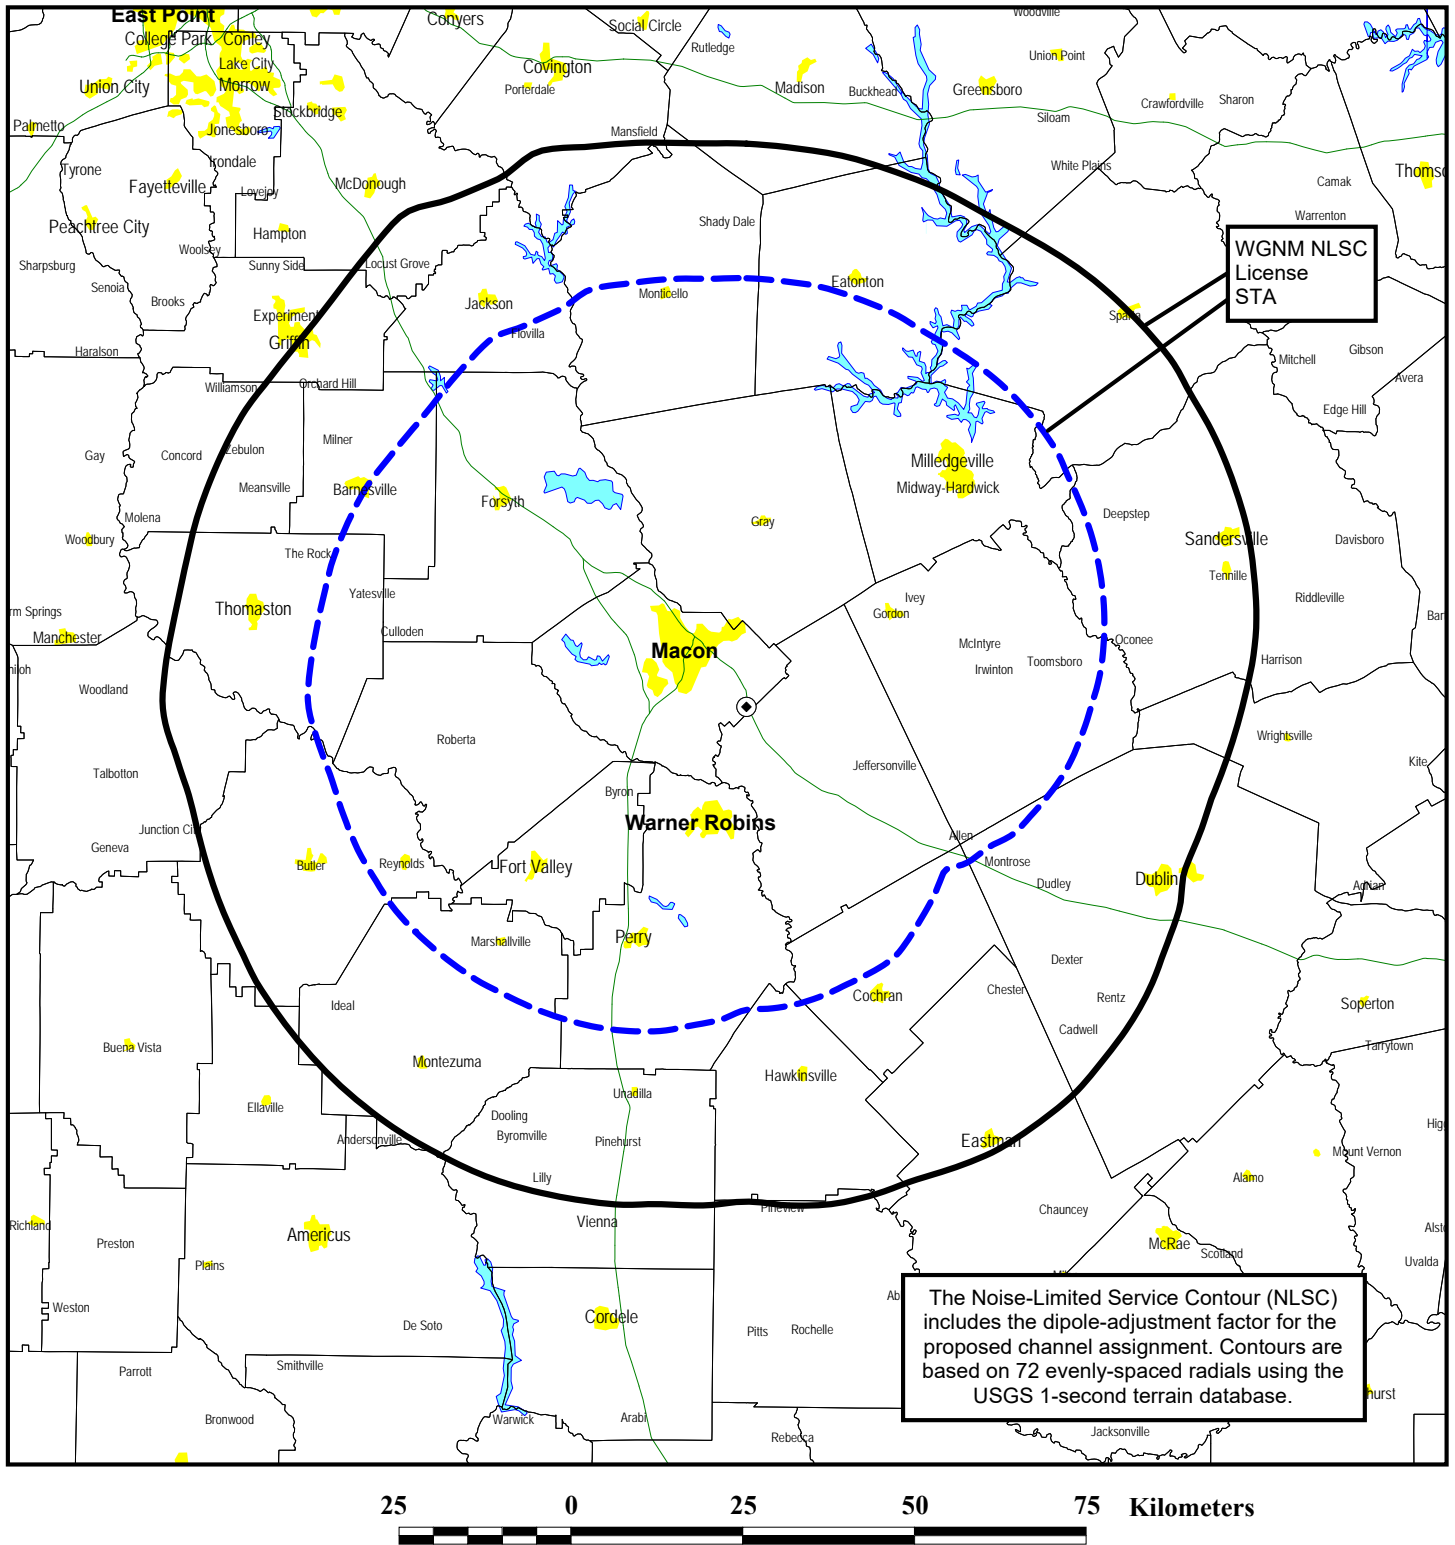 East Point
Conyers
Social Circle
Woodville
College Park
Conley
Rutledge
Union Point
Lake City
Covington
Union City
Morrow
Porterdale
Madison
Buckhead
Greensboro
Crawfordville
Sharon
Stockbridge
Siloam
Palmetto
Jonesboro
Mansfield
Irondale
White Plains
Tyrone
Fayetteville
Lovejoy
McDonough
Camak
Warrenton
Peachtree City
Hampton
Shady Dale
Woolsey
WGNM NLSC
License
STA
Sharpsburg
Sunny Side
Locust Grove
Senoia
Brooks
Jackson
Monticello
Eatonton
Experiment
Sparta
Griffin
Flovilla
Haralson
Mitchell
Gibson
Williamson
Orchard Hill
Avera
Edge Hill
Gay
Concord
Zebulon
Milner
Milledgeville
Meansville
Barnesville
Forsyth
Midway-Hardwick
Molena
Gray
Deepstep
Woodbury
The Rock
Sandersville
Davisboro
Tennille
Yatesville
Ivey
Riddleville
rm Springs
Thomaston
Gordon
Manchester
Culloden
Macon
McIntyre
Oconee
Irwinton
Toomsboro
Harrison
Woodland
Roberta
Wrightsville
Talbotton
Jeffersonville
Kite
Byron
Junction Ci
Warner Robins
Geneva
Allen
Butler
Reynolds
Fort Valley
Montrose
Dudley
Dublin
Adrian
Marshallville
Perry
Dexter
Ideal
Cochran
Chester
Rentz
Soperton
Cadwell
Buena Vista
Montezuma
Hawkinsville
Tarrytown
Ellaville
Unadilla
Dooling
Andersonville
Byromville
Pinehurst
Eastman
Mount Vernon
Lilly
Alamo
Pineview
Chauncey
Richland
Americus
Vienna
Preston
McRae
Scotland
Plains
Uvalda
Weston
The Noise-Limited Service Contour (NLSC)
includes the dipole-adjustment factor for the
proposed channel assignment. Contours are
based on 72 evenly-spaced radials using the
USGS 1-second terrain database.
De Soto
Cordele
Pitts
Rochelle
Parrott
Smithville
hurst
Bronwood
Warwick
Arabi
Rebecca
Jacksonville
25 0 25 50 75 Kilometers